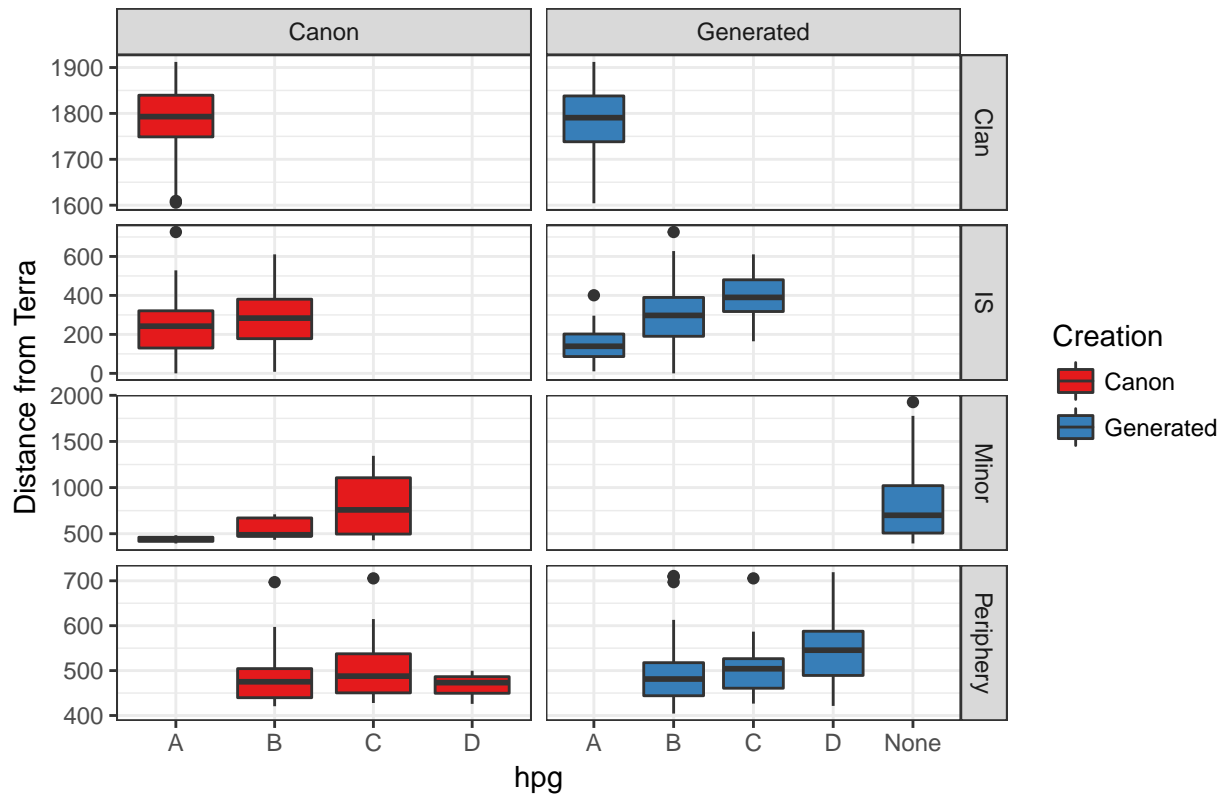 Canon
Generated
Distance from Terra
1900
1800
1700
1600
Clan
600
400
200
0
IS
2000
1500
1000
500
Minor
700
600
500
400
Periphery
A B C D
A B C D None
hpg
Creation
Canon
Generated